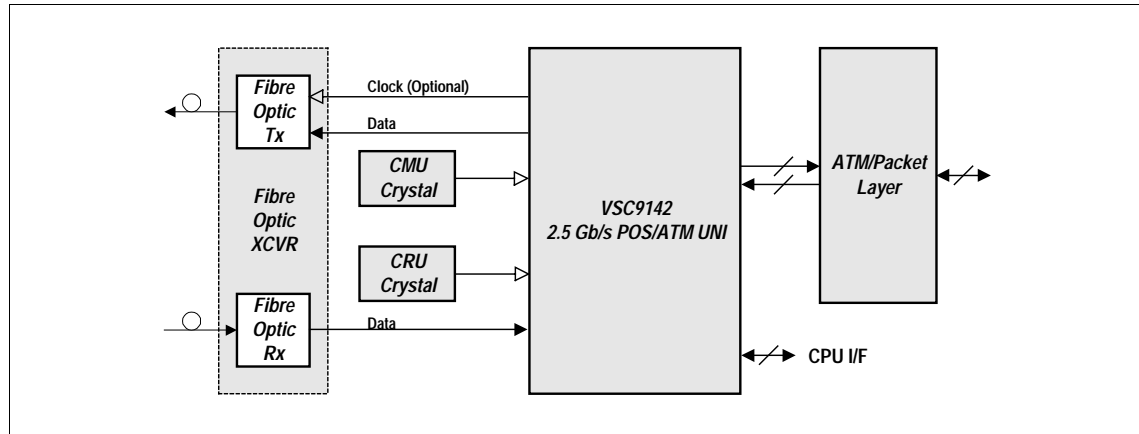 Fibre
Optic
Tx
Clock (Optional)
Data
CMU
Crystal
Fibre
Optic
XCVR
CRU
Crystal
Fibre
Optic
Rx
Data
VSC9142
2.5 Gb/s POS/ATM UNI
ATM/Packet
Layer
CPU I/F